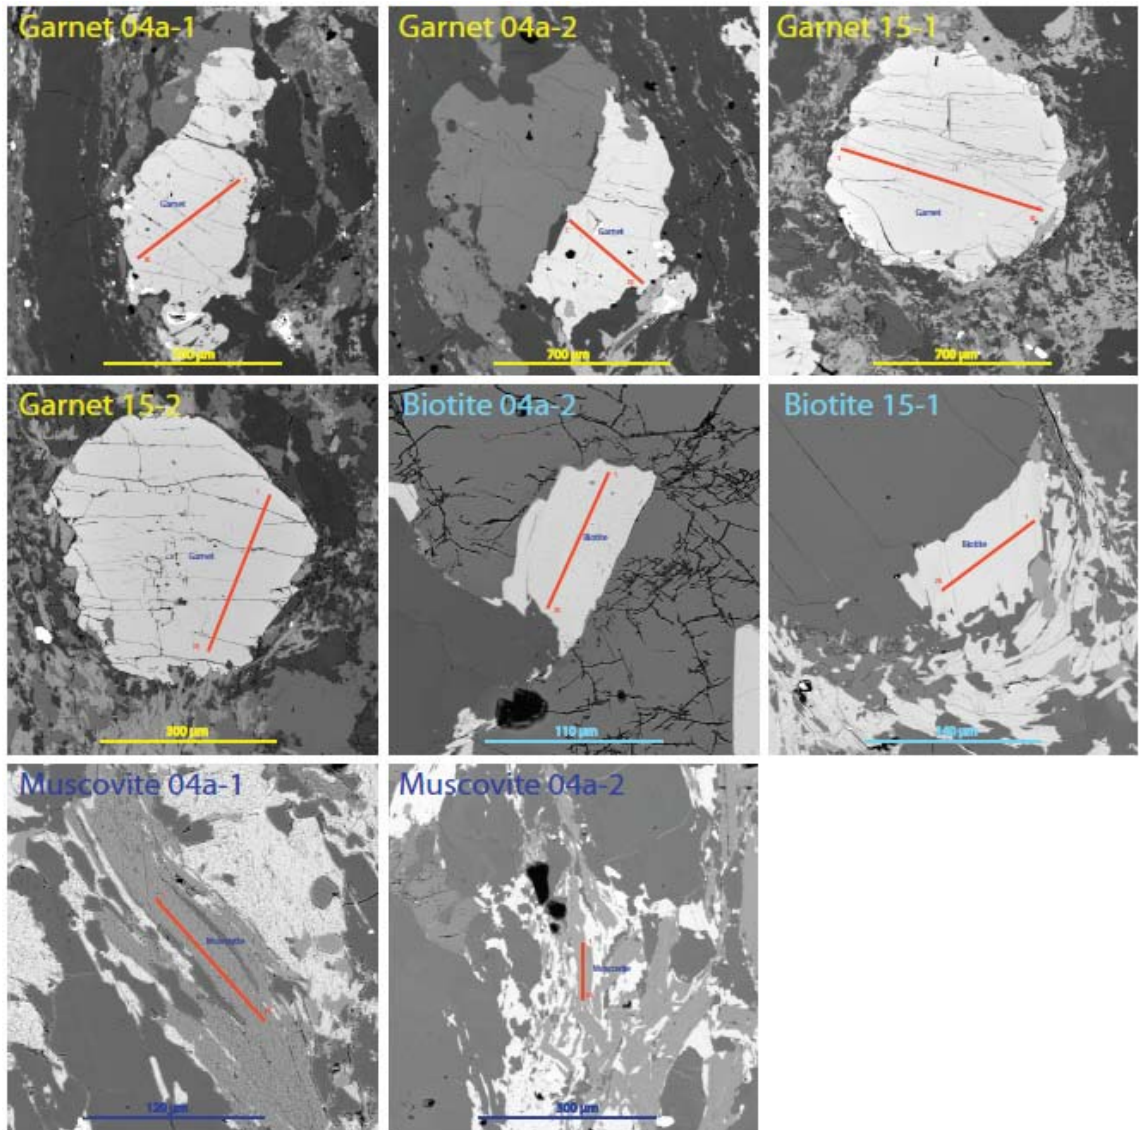 Garnet 04a-1
Garnet
Garnet 04a-2
Garnet
700 µm
Garnet 15-1
Garnet
700 µm
Garnet 15-2
Garnet
300 µm
Biotite 04a-2
Biotite
110 µm
Biotite 15-1
Biotite
Muscovite 04a-1
Muscovite
120 µm
Muscovite 04a-2
Muscovite
300 µm